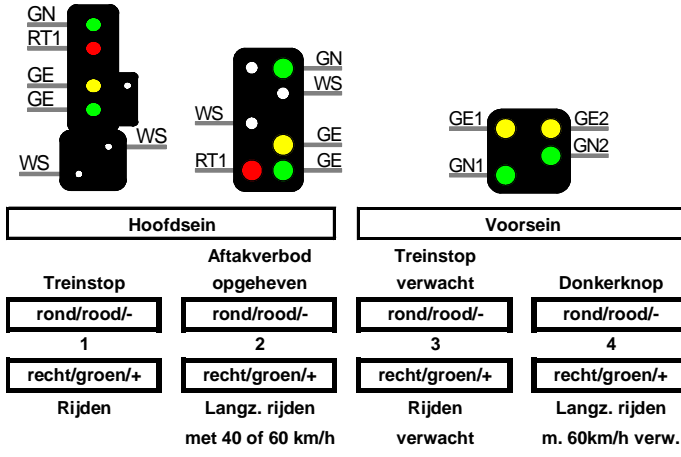 GN
RT1
GE
GE
WS
WS
GN
WS
WS
GE
RT1
GE
GE1
GE2
GN2
GN1
Hoofdsein
Voorsein
Aftakverbod
Treinstop
Treinstop
opgeheven
verwacht
Donkerknop
rond/rood/-
rond/rood/-
rond/rood/-
rond/rood/-
1
2
3
4
recht/groen/+
recht/groen/+
recht/groen/+
recht/groen/+
Rijden
Langz. rijden
Rijden
Langz. rijden
met 40 of 60 km/h
verwacht
m. 60km/h verw.